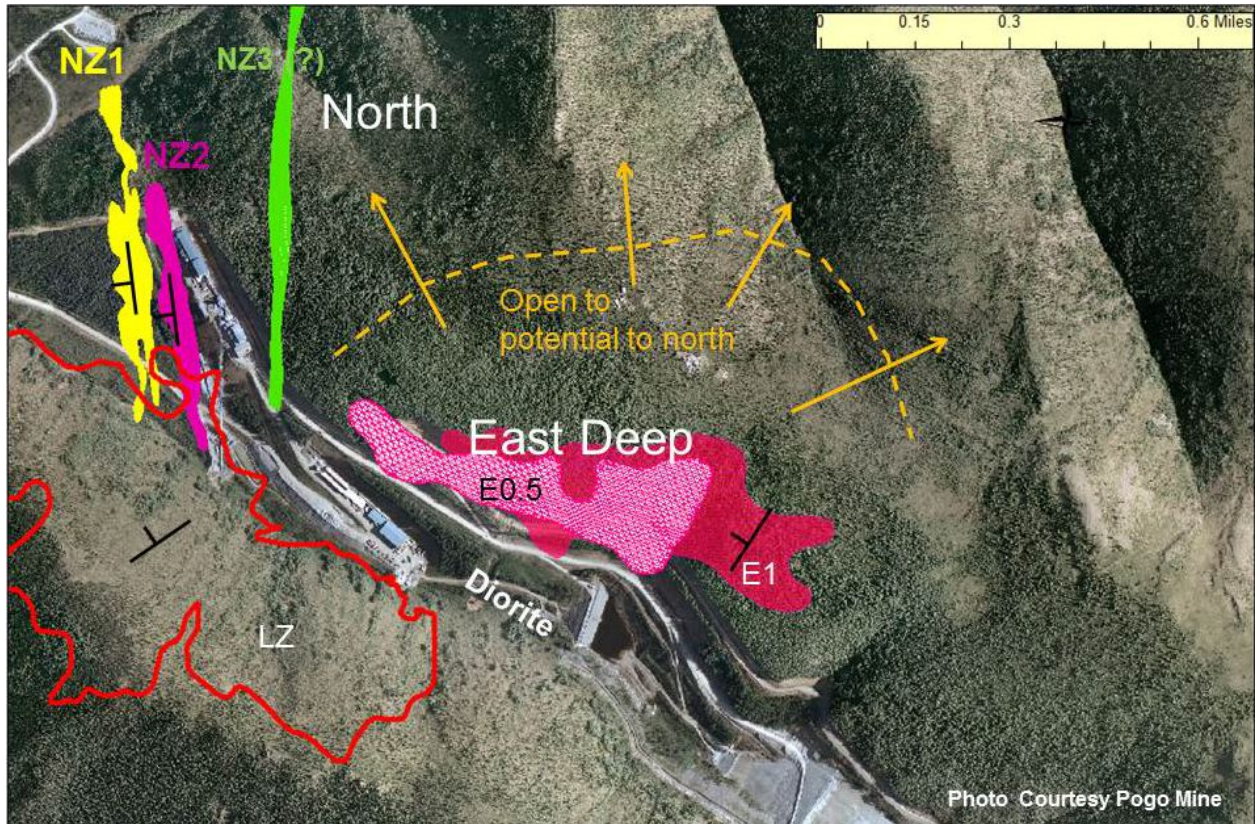 0 0.15 0.3 0.6 Miles
NZ1
NZ3 (?)
North
NZ2
Open to
potential to north
East Deep
E0.5
E1
Diorite
LZ
Photo Courtesy Pogo Mine